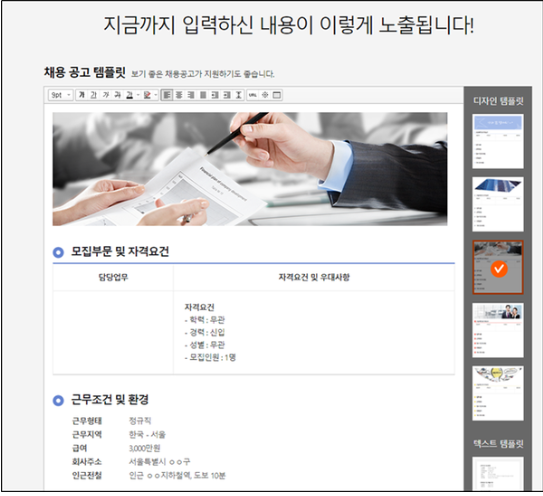 지금까지 입력하신 내용이 이렇게 노출됩니다!
채용 공고 템플릿 보기 좋은 채용공고가 지원하기도 좋습니다.
9pt 가 가 가 가 가 URL
디자인 템플릿
모집부문 및 자격요건
담당업무 자격요건 및 우대사항
자격요건
- 학력 : 무관
- 경력 : 신입
- 성별 : 무관
- 모집인원 : 1명
근무조건 및 환경
근무형태 정규직
근무지역 한국 - 서울
급여 3,000만원
회사주소 서울특별시 ㅇㅇ구
인근전철 인근 ㅇㅇ지하철역, 도보 10분
텍스트 템플릿